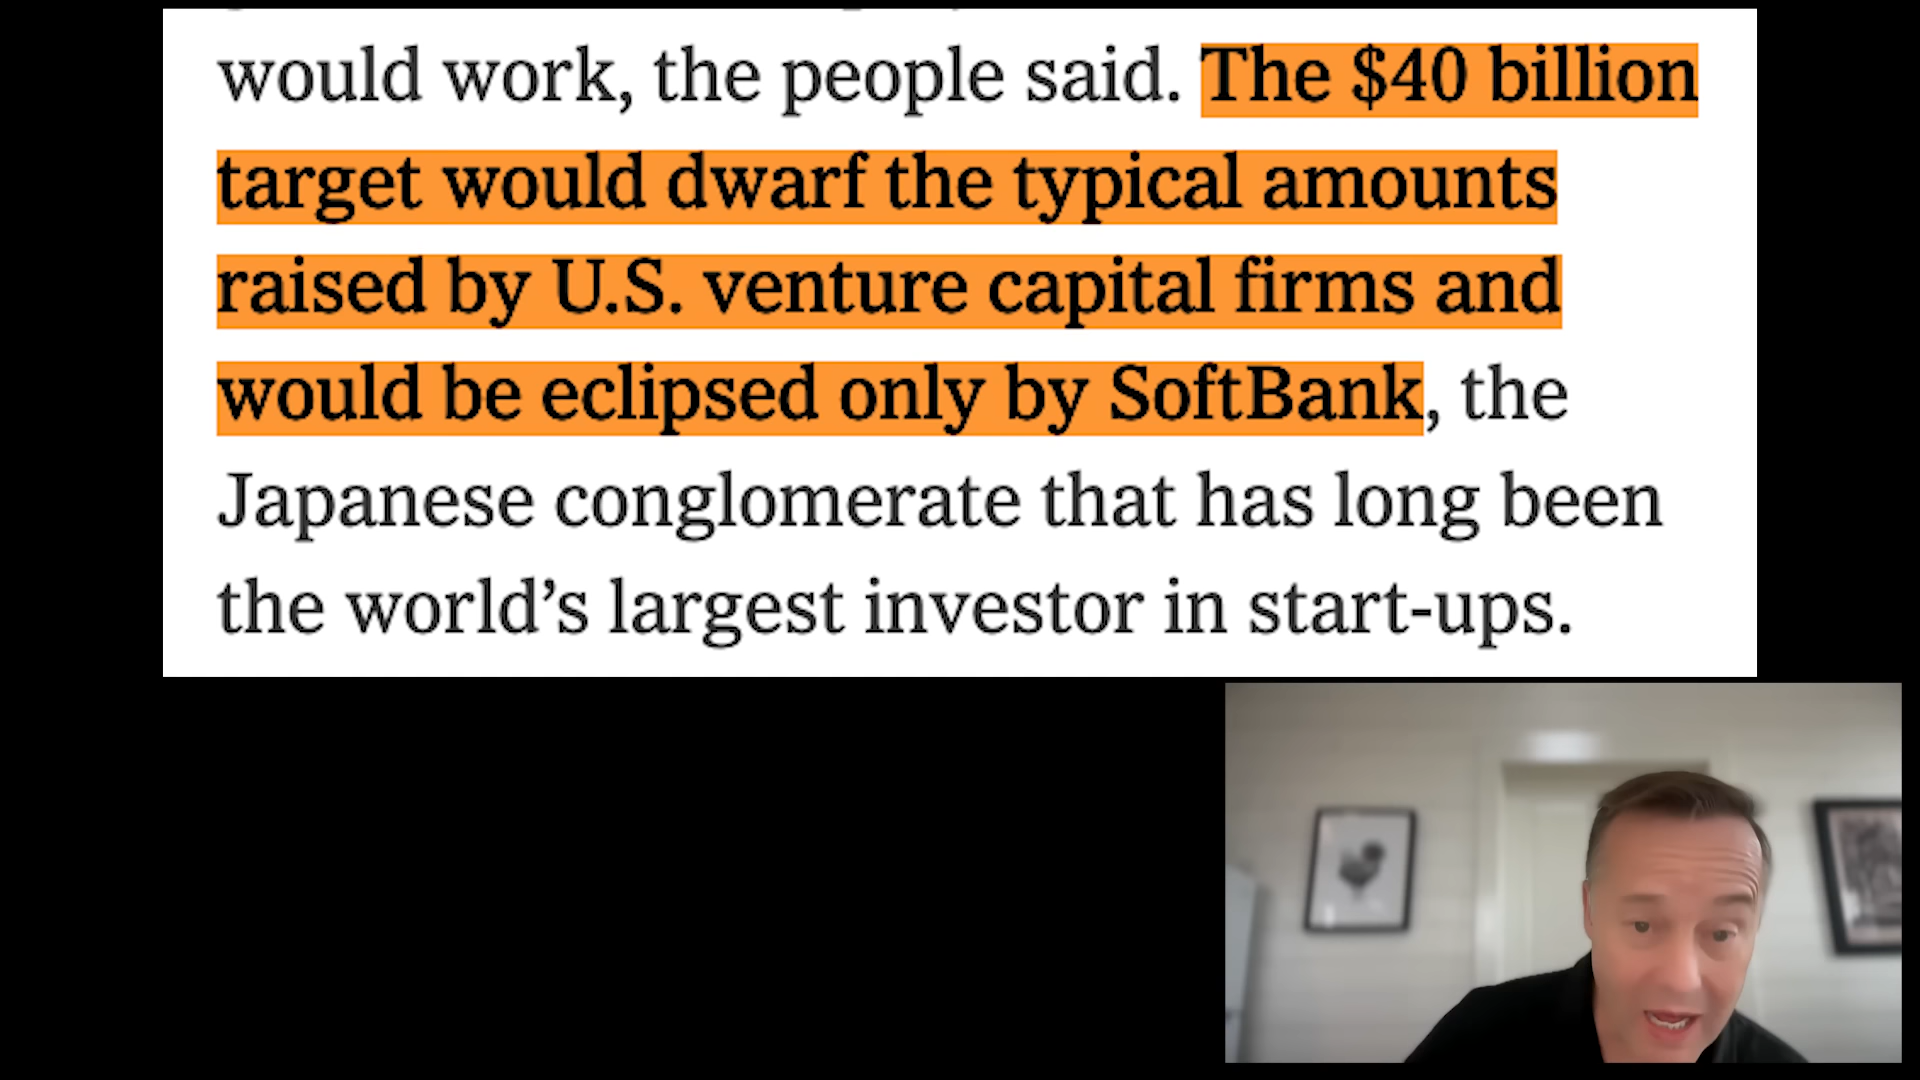 would work, the people said. The $40 billion
target would dwarf the typical amounts
raised by U.S. venture capital firms and
would be eclipsed only by SoftBank, the
Japanese conglomerate that has long been
the world’s largest investor in start-ups.